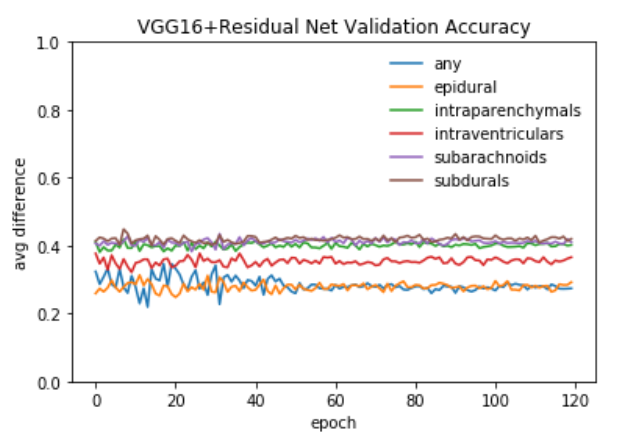 VGG16+Residual Net Validation Accuracy
1.0
0.8
0.6
0.4
0.2
0.0
avg difference
any
epidural
intraparenchymals
intraventriculars
subarachnoids
subdurals
0 20 40 60 80 100 120
epoch